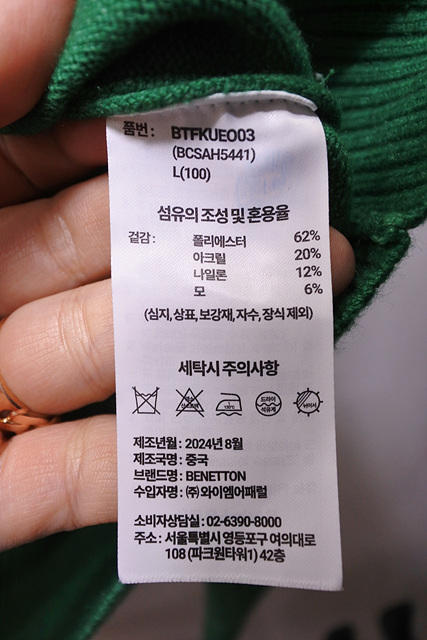 품번 : BTFKUEO03
(BCSAH5441)
L(100)
섬유의 조성 및 혼용율
겉감 : 폴리에스터 62%
아크릴 20%
나일론 12%
모 6%
(심지, 상표, 보강재, 자수, 장식 제외)
세탁시 주의사항
드라이
석유계
제조년월 : 2024년 8월
제조국명 : 중국
브랜드명 : BENETTON
수입자명 : ㈜와이엠어패럴
소비자상담실 : 02-6390-8000
주소 : 서울특별시 영등포구 여의대로
108 (파크원타워1) 42층